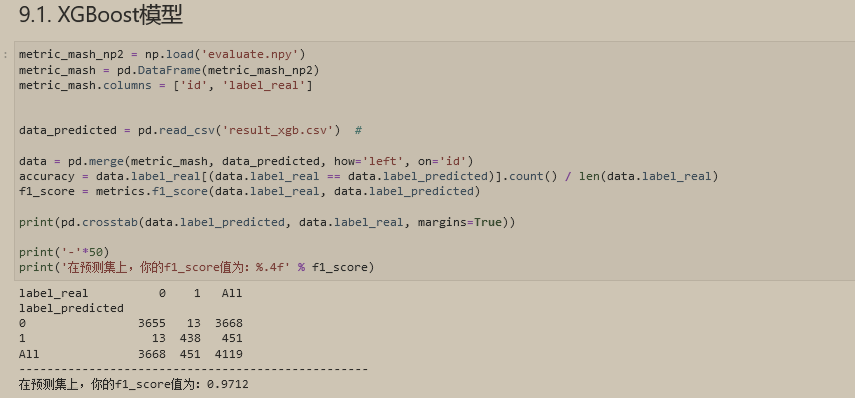 9.1. XGBoost模型
metric_mash_np2 = np.load('evaluate.npy')
metric_mash = pd.DataFrame(metric_mash_np2)
metric_mash.columns = ['id', 'label_real']
data_predicted = pd.read_csv('result_xgb.csv')  #
data = pd.merge(metric_mash, data_predicted, how='left', on='id')
accuracy = data.label_real[(data.label_real == data.label_predicted)].count() / len(data.label_real)
f1_score = metrics.f1_score(data.label_real, data.label_predicted)
print(pd.crosstab(data.label_predicted, data.label_real, margins=True))
print('-'*50)
print('在预测集上，你的f1_score值为：%.4f' % f1_score)
label_real         0    1   All
label_predicted
0               3655   13  3668
1                 13  438   451
All             3668  451  4119
--------------------------------------------------
在预测集上，你的f1_score值为：0.9712